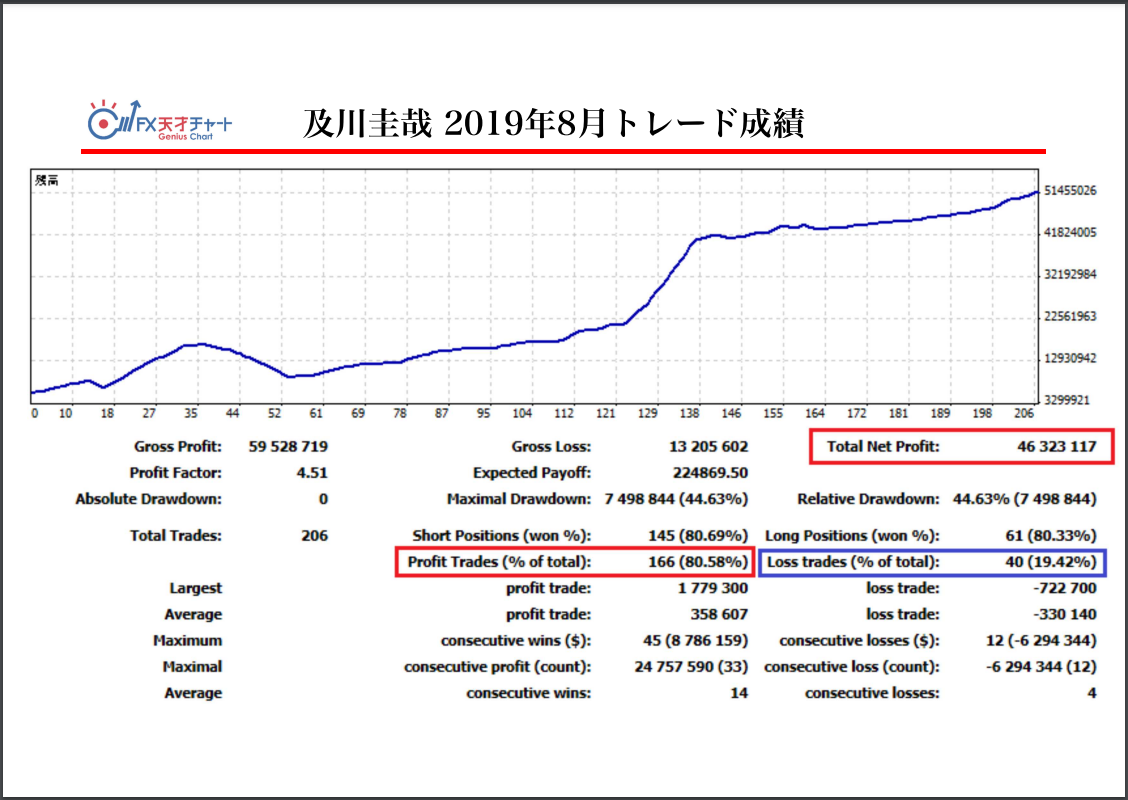 FX天才チャート
Genius Chart
及川圭哉 2019年8月トレード成績
残高
51455026
41824005
32192984
22561963
12930942
3299921
0 10 18 27 35 44 52 61 69 78 87 95 104 112 121 129 138 146 155 164 172 181 189 198 206
Gross Profit: 59 528 719 Gross Loss: 13 205 602 Total Net Profit: 46 323 117
Profit Factor: 4.51 Expected Payoff: 224869.50
Absolute Drawdown: 0 Maximal Drawdown: 7 498 844 (44.63%) Relative Drawdown: 44.63% (7 498 844)
Total Trades: 206 Short Positions (won %): 145 (80.69%) Long Positions (won %): 61 (80.33%)
Profit Trades (% of total): 166 (80.58%) Loss trades (% of total): 40 (19.42%)
Largest profit trade: 1 779 300 loss trade: -722 700
Average profit trade: 358 607 loss trade: -330 140
Maximum consecutive wins ($): 45 (8 786 159) consecutive losses ($): 12 (-6 294 344)
Maximal consecutive profit (count): 24 757 590 (33) consecutive loss (count): -6 294 344 (12)
Average consecutive wins: 14 consecutive losses: 4